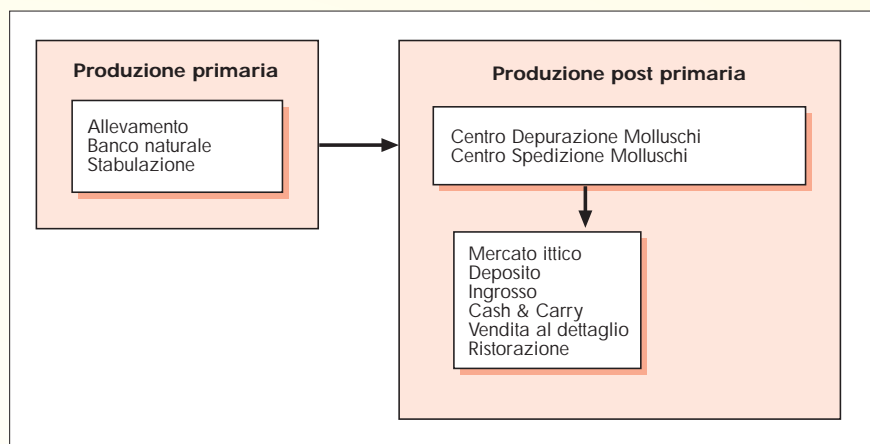 Produzione primaria
Allevamento
Banco naturale
Stabulazione
Produzione post primaria
Centro Depurazione Molluschi
Centro Spedizione Molluschi
Mercato ittico
Deposito
Ingrosso
Cash & Carry
Vendita al dettaglio
Ristorazione